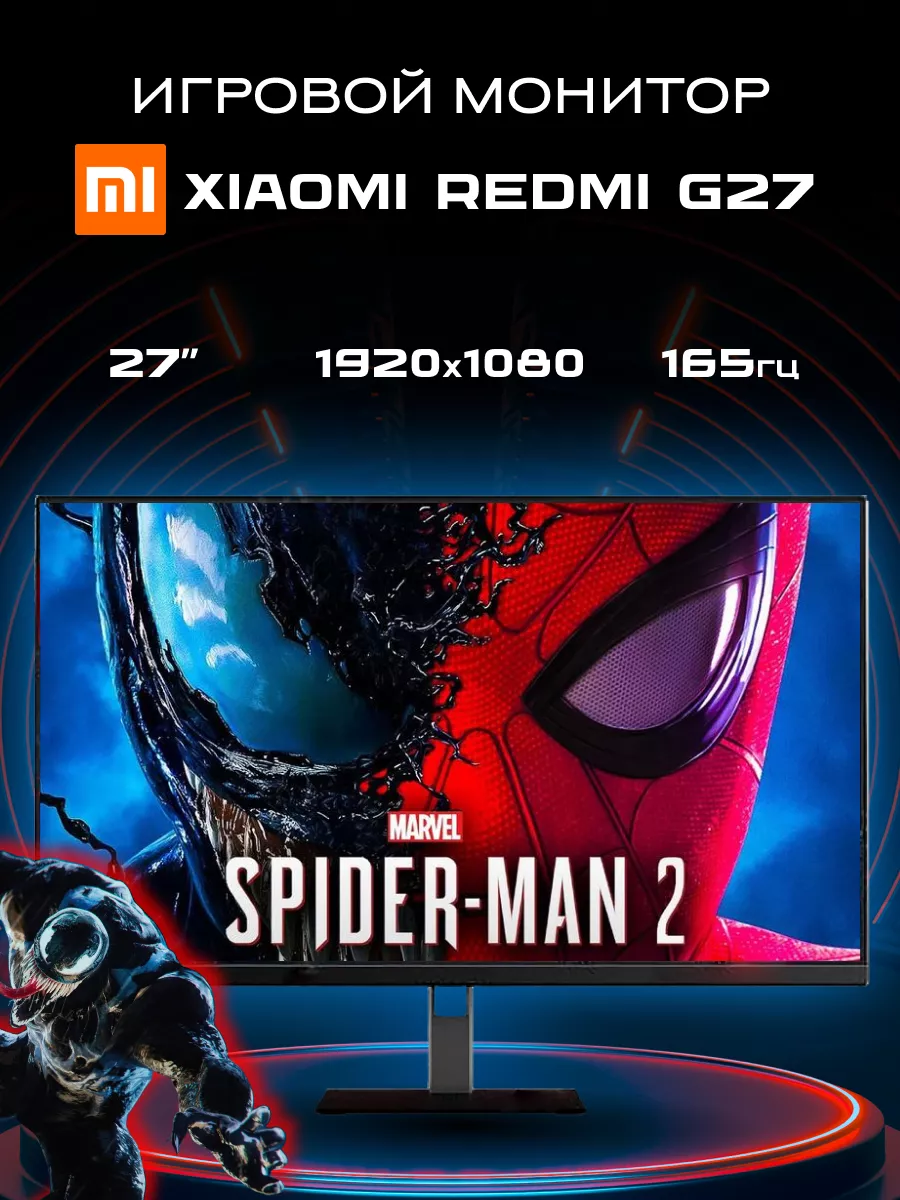 ИГРОВОЙ МОНИТОР
mi XIAOMI REDMI G27
27" 1920x1080 165гц
MARVEL
SPIDER-MAN 2